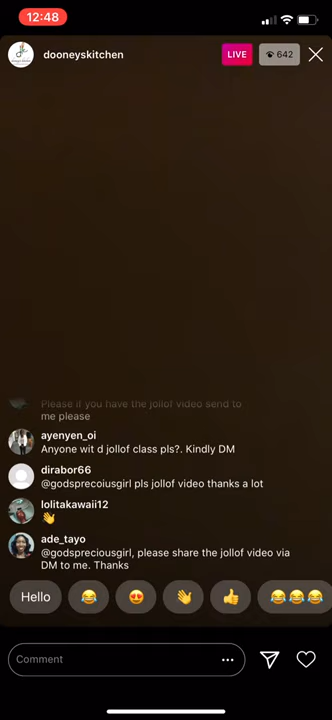 12:48
dooneyskitchen
LIVE
642
Please if you have the jollof video send to
me please
ayenyen_oi
Anyone wit d jollof class pls?. Kindly DM
dirabor66
@godsprecoiusgirl pls jollof video thanks a lot
lolitakawaii12
👋
ade_tayo
@godspreciousgirl, please share the jollof video via
DM to me. Thanks
Hello 😂 😍 👋 👍 😂😂😂
Comment